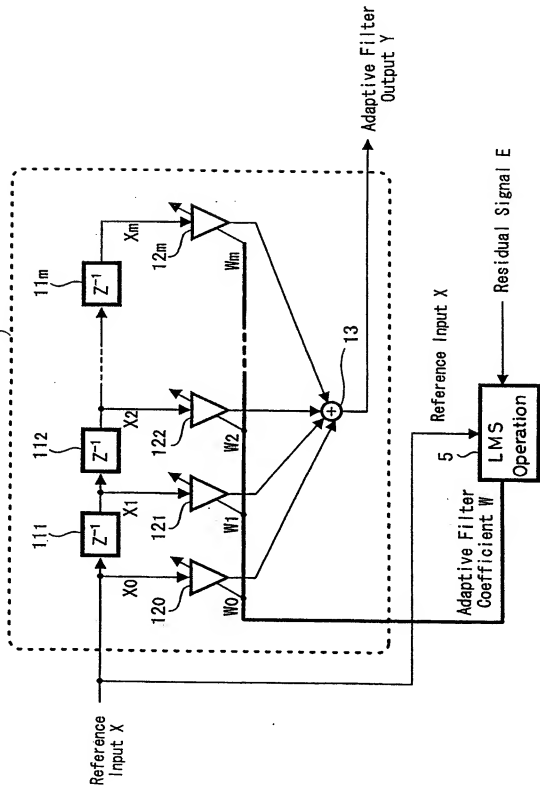 Reference
Input X
111
Z⁻¹
112
Z⁻¹
11m
Z⁻¹
X0
X1
X2
Xm
120
121
122
12m
W0
W1
W2
Wm
+
13
Adaptive Filter
Output Y
Adaptive Filter
Coefficient W
5
LMS
Operation
Reference Input X
Residual Signal E